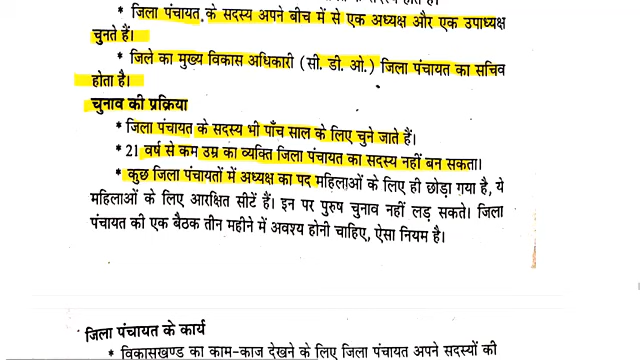 * जिला पंचायत के सदस्य अपने बीच में से एक अध्यक्ष और एक उपाध्यक्ष
चुनते हैं।
* जिले का मुख्य विकास अधिकारी (सी. डी. ओ.) जिला पंचायत का सचिव
होता है।
चुनाव की प्रक्रिया
* जिला पंचायत के सदस्य भी पाँच साल के लिए चुने जाते हैं।
* 21 वर्ष से कम उम्र का व्यक्ति जिला पंचायत का सदस्य नहीं बन सकता।
* कुछ जिला पंचायतों में अध्यक्ष का पद महिलाओं के लिए ही छोड़ा गया है, ये
महिलाओं के लिए आरक्षित सीटें हैं। इन पर पुरुष चुनाव नहीं लड़ सकते। जिला
पंचायत की एक बैठक तीन महीने में अवश्य होनी चाहिए, ऐसा नियम है।
जिला पंचायत के कार्य
* विकासखण्ड का काम-काज देखने के लिए जिला पंचायत अपने सदस्यों की